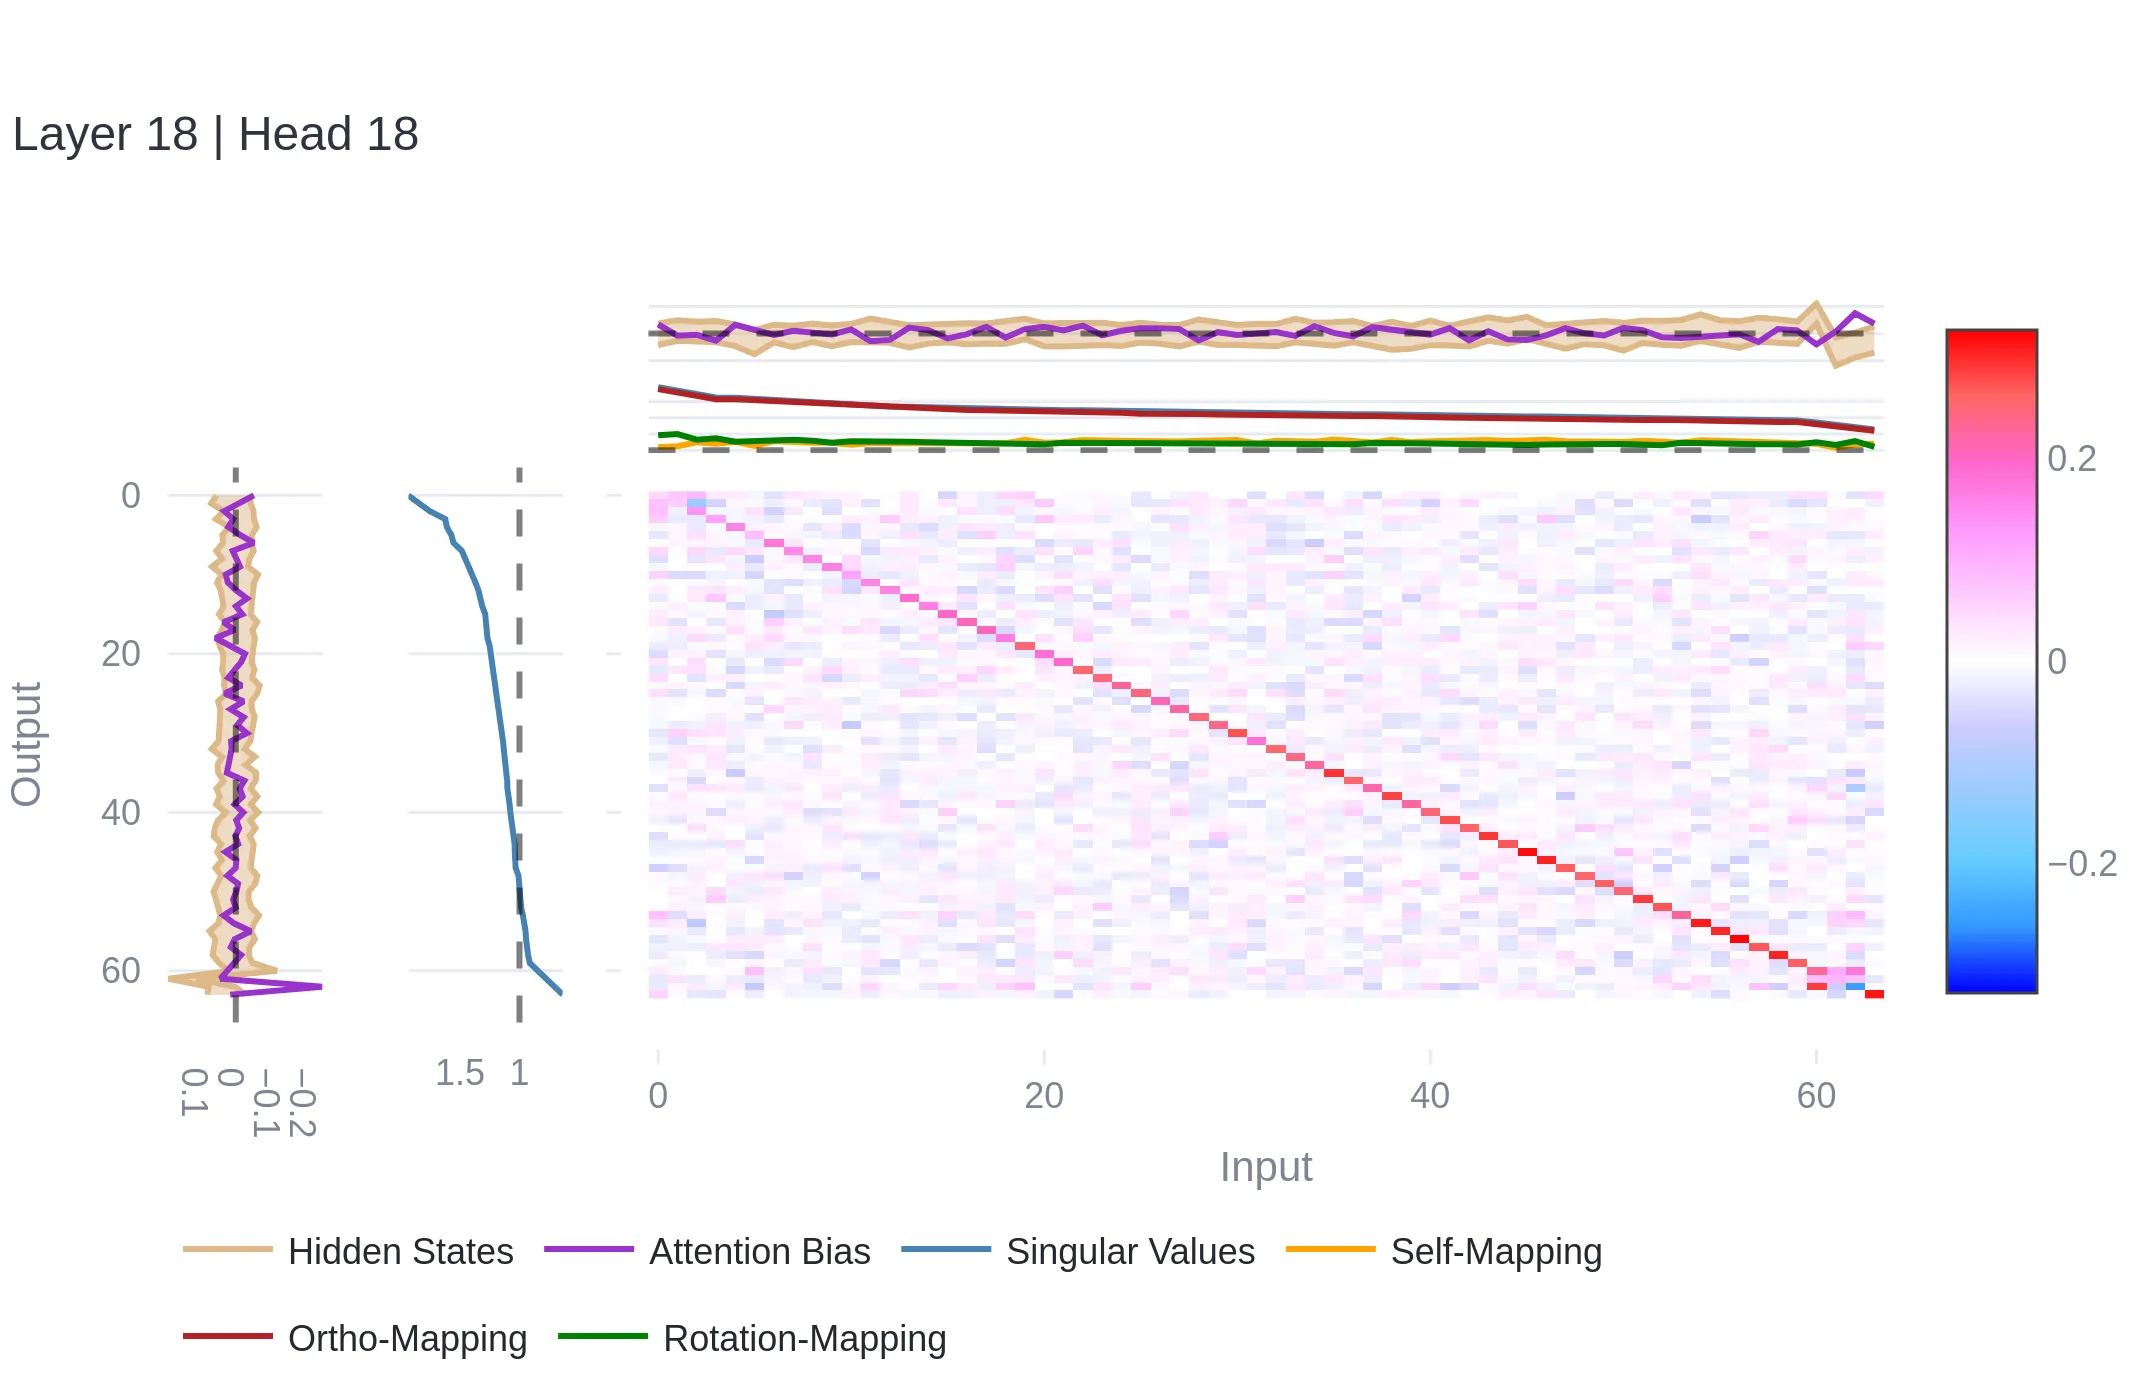 Layer 18 | Head 18
0
20
40
60
Output
0.1
0
−0.1
−0.2
1.5
1
0
20
40
60
Input
0.2
0
−0.2
Hidden States
Attention Bias
Singular Values
Self-Mapping
Ortho-Mapping
Rotation-Mapping